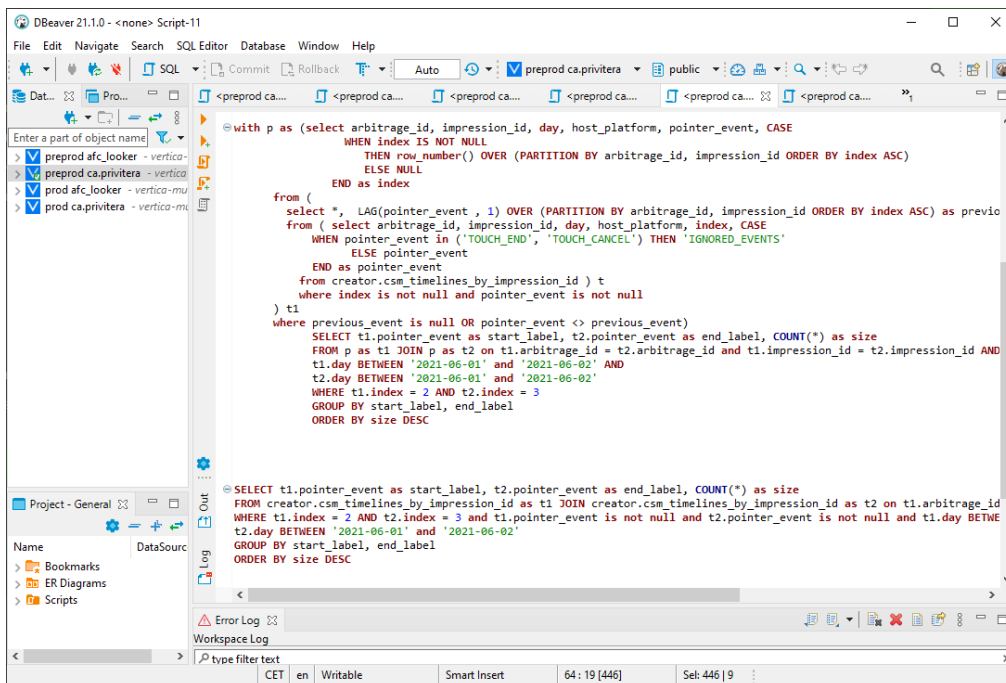 DBeaver 21.1.0 - <none> Script-11
File Edit Navigate Search SQL Editor Database Window Help
SQL Commit Rollback Auto preprod ca.privitera public
Dat... Pro...
<preprod ca.... <preprod ca.... <preprod ca.... <preprod ca.... <preprod ca.... <preprod ca.... »1
Enter a part of object name
preprod afc_looker - vertica-
preprod ca.privitera - vertica
prod afc_looker - vertica-mu
prod ca.privitera - vertica-mu
with p as (select arbitrage_id, impression_id, day, host_platform, pointer_event, CASE
WHEN index IS NOT NULL
THEN row_number() OVER (PARTITION BY arbitrage_id, impression_id ORDER BY index ASC)
ELSE NULL
END as index
from (
select *, LAG(pointer_event , 1) OVER (PARTITION BY arbitrage_id, impression_id ORDER BY index ASC) as previo
from ( select arbitrage_id, impression_id, day, host_platform, index, CASE
WHEN pointer_event in ('TOUCH_END', 'TOUCH_CANCEL') THEN 'IGNORED_EVENTS'
ELSE pointer_event
END as pointer_event
from creator.csm_timelines_by_impression_id ) t
where index is not null and pointer_event is not null
) t1
where previous_event is null OR pointer_event <> previous_event)
SELECT t1.pointer_event as start_label, t2.pointer_event as end_label, COUNT(*) as size
FROM p as t1 JOIN p as t2 on t1.arbitrage_id = t2.arbitrage_id and t1.impression_id = t2.impression_id AND
t1.day BETWEEN '2021-06-01' and '2021-06-02' AND
t2.day BETWEEN '2021-06-01' and '2021-06-02'
WHERE t1.index = 2 AND t2.index = 3
GROUP BY start_label, end_label
ORDER BY size DESC
SELECT t1.pointer_event as start_label, t2.pointer_event as end_label, COUNT(*) as size
FROM creator.csm_timelines_by_impression_id as t1 JOIN creator.csm_timelines_by_impression_id as t2 on t1.arbitrage_id
WHERE t1.index = 2 AND t2.index = 3 and t1.pointer_event is not null and t2.pointer_event is not null and t1.day BETWE
t2.day BETWEEN '2021-06-01' and '2021-06-02'
GROUP BY start_label, end_label
ORDER BY size DESC
Out
Log
Project - General
Name DataSourc
Bookmarks
ER Diagrams
Scripts
Error Log
Workspace Log
type filter text
CET en Writable Smart Insert 64 : 19 [446] Sel: 446 | 9